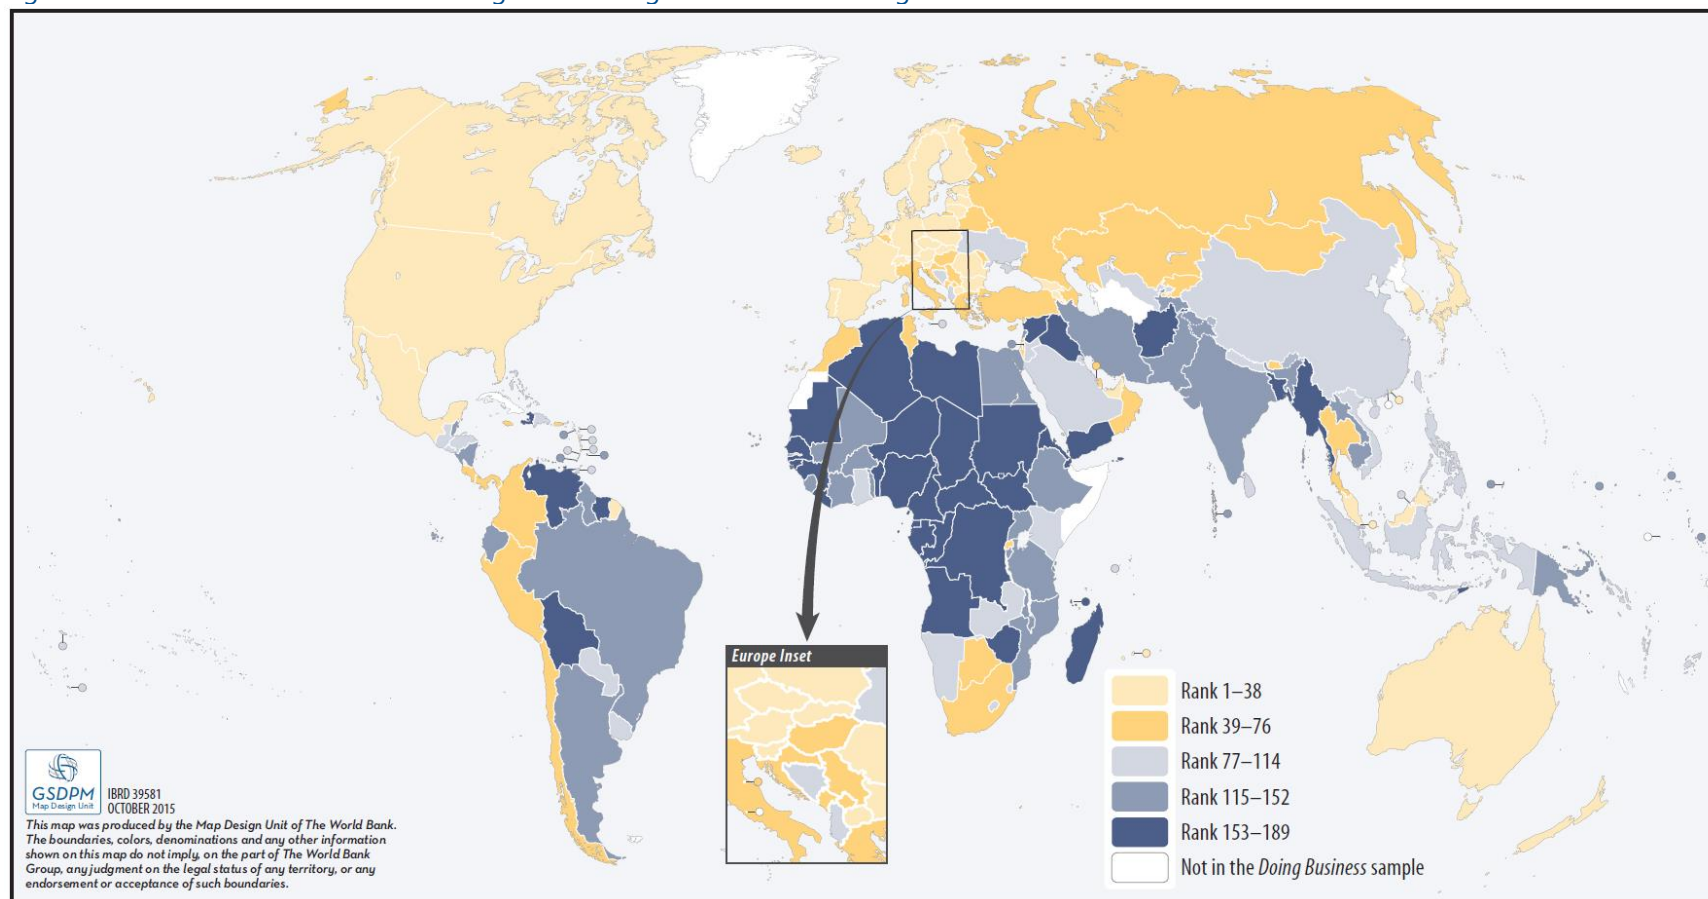 Europe Inset
Rank 1–38
Rank 39–76
Rank 77–114
Rank 115–152
Rank 153–189
Not in the Doing Business sample
GSDPM
Map Design Unit
IBRD 39581
OCTOBER 2015
This map was produced by the Map Design Unit of The World Bank.
The boundaries, colors, denominations and any other information
shown on this map do not imply, on the part of The World Bank
Group, any judgment on the legal status of any territory, or any
endorsement or acceptance of such boundaries.